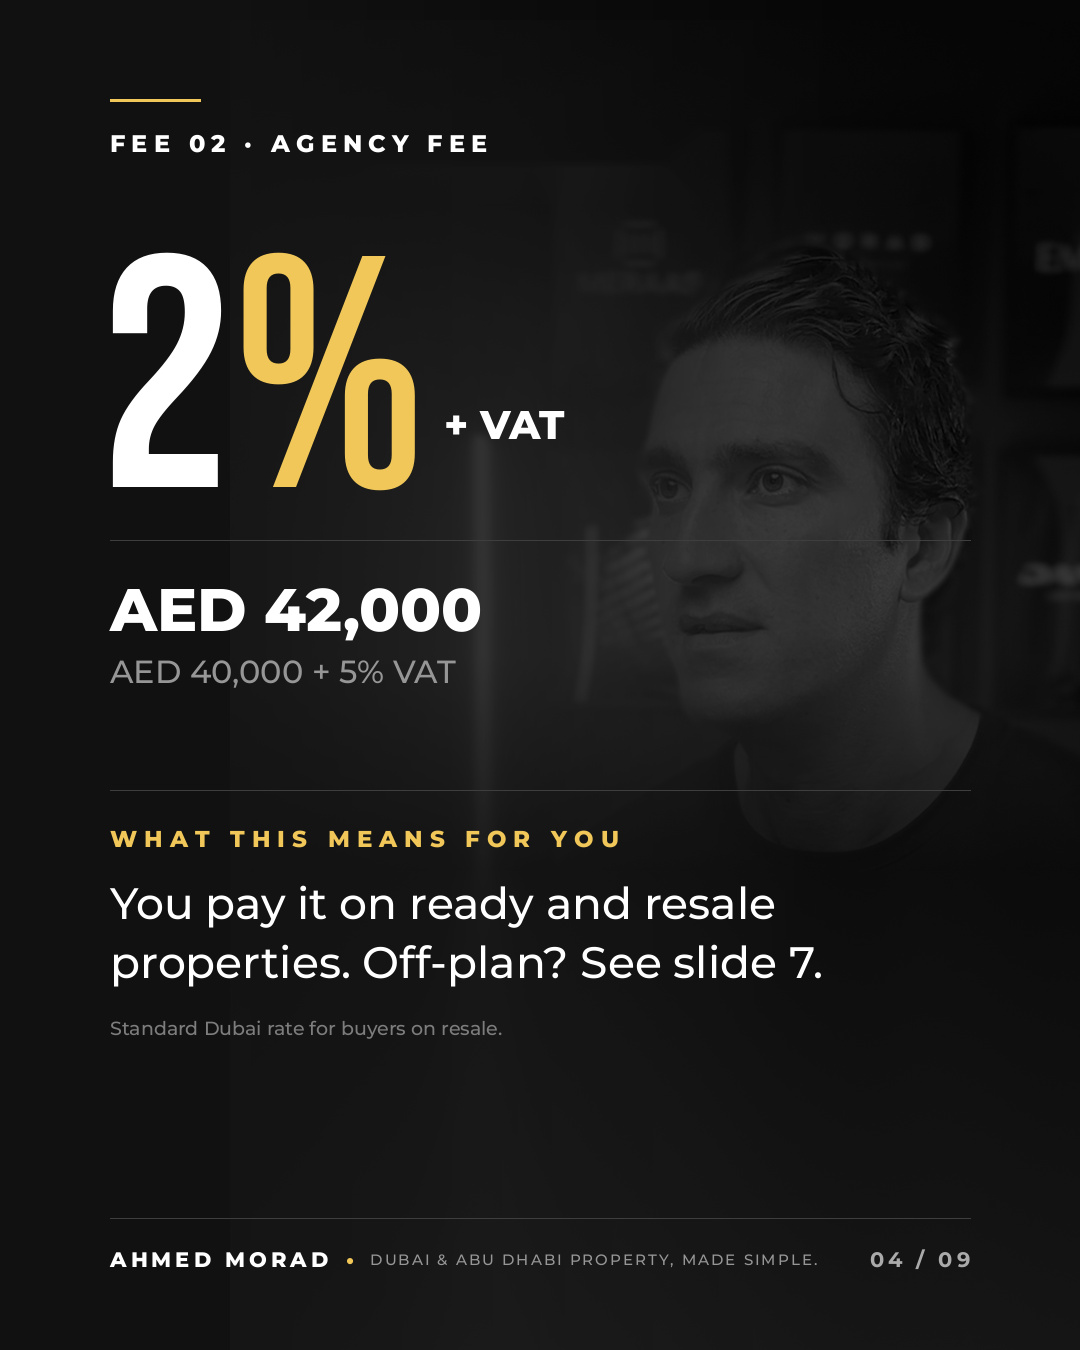 FEE 02 · AGENCY FEE
2% + VAT
AED 42,000
AED 40,000 + 5% VAT
WHAT THIS MEANS FOR YOU
You pay it on ready and resale
properties. Off-plan? See slide 7.
Standard Dubai rate for buyers on resale.
AHMED MORAD • DUBAI & ABU DHABI PROPERTY, MADE SIMPLE. 04 / 09